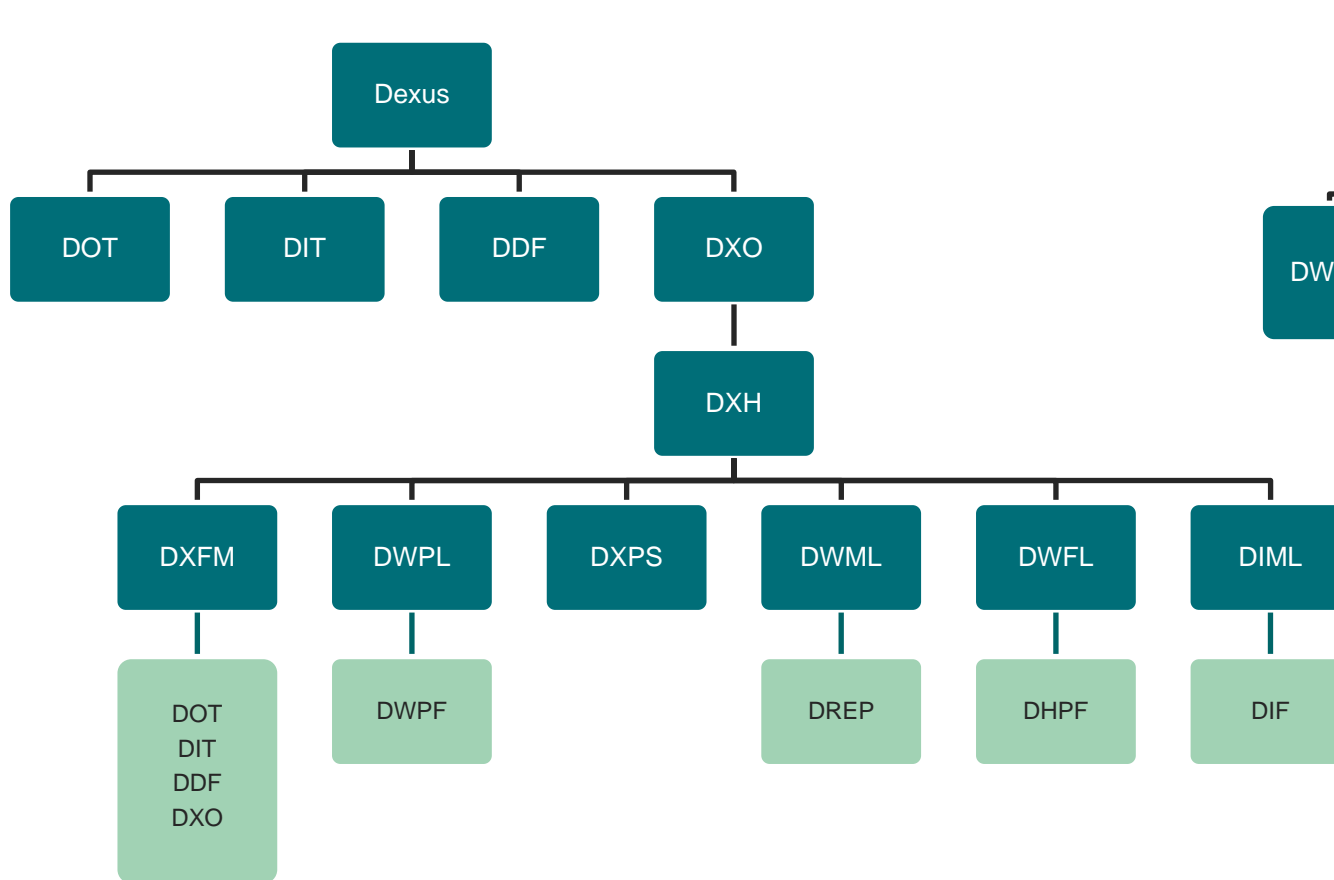 Dexus
DOT
DIT
DDF
DXO
DXH
DXFM
DWPL
DXPS
DWML
DWFL
DIML
DOT
DIT
DDF
DXO
DWPF
DREP
DHPF
DIF